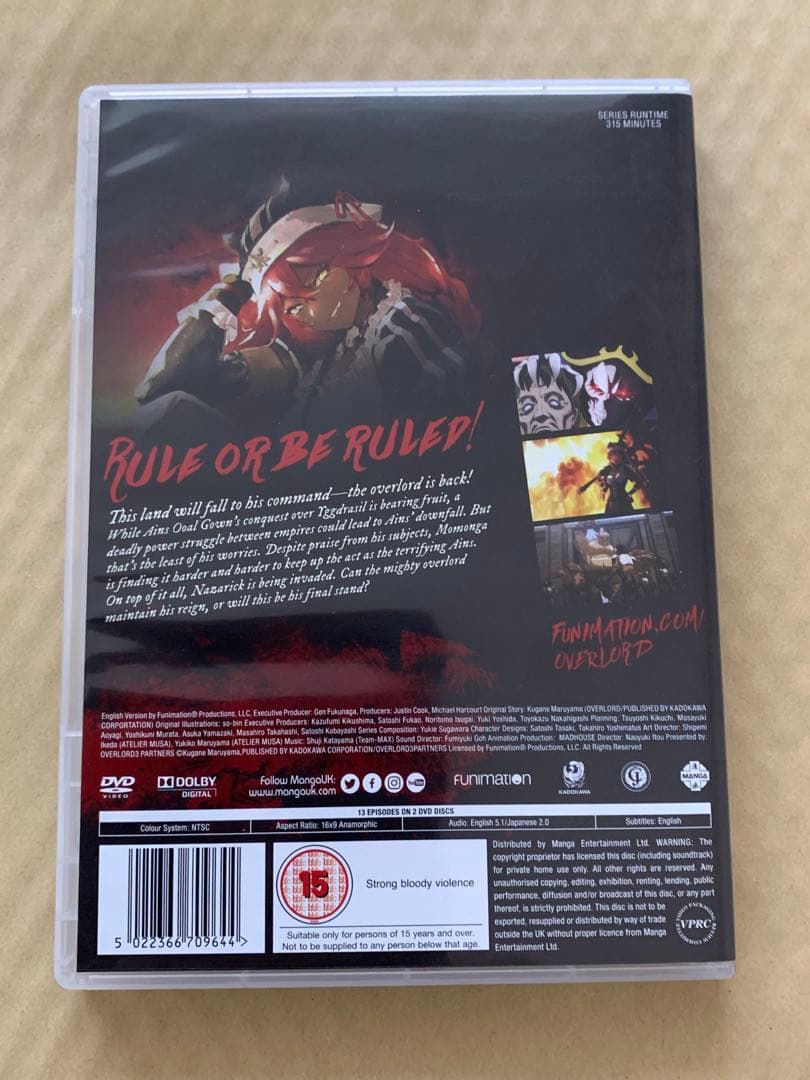 SERIES RUNTIME
315 MINUTES
RULE OR BE RULED!
This land will fall to his command—the overlord is back!
While Ains Ooal Gown's conquest over Yggdrasil is bearing fruit, a
deadly power struggle between empires could lead to Ains' downfall. But
that's the least of his worries. Despite praise from his subjects, Momonga
is finding it harder and harder to keep up the act as the terrifying Ains.
On top of it all, Nazarick is being invaded. Can the mighty overlord
maintain his reign, or will this be his final stand?
FUNIMATION.COM/
OVERLORD
English Version by Funimation® Productions, LLC, Executive Producer: Gen Fukunaga, Producers: Justin Cook, Michael Harcourt Original Story: Kugane Maruyama (OVERLORD/PUBLISHED BY KADOKAWA
CORPORTATION) Original Illustrations: so-bin Executive Producers: Kazufumi Kikushima, Satoshi Fukao, Noritomo Isogai, Yuki Yoshida, Toyokazu Nakahigashi Planning: Tsuyoshi Kikuchi, Masayuki
Aoyagi, Yoshikuni Murata, Asuka Yamazaki, Masahiro Takahashi, Satoshi Kobayashi Series Composition: Yukie Sugawara Character Designs: Satoshi Tasaki, Takahiro Yoshimatus Art Director: Shigemi
Ikeda (ATELIER MUSA), Yukiko Maruyama (ATELIER MUSA) Music: Shuji Katayama (Team-MAX) Sound Director: Fumiyuki Goh Animation Production: MADHOUSE Director: Naoyuki Itou Presented by:
OVERLORD3 PARTNERS ©Kugane Maruyama,PUBLISHED BY KADOKAWA CORPORATION/OVERLORD3PARTNERS Licensed by Funimation® Productions, LLC. All Rights Reserved
DVD
VIDEO
DOLBY
DIGITAL
Follow MangaUK:
www.mangauk.com
You Tube
FUNIMATION
KADOKAWA
MANGA
13 EPISODES ON 2 DVD DISCS
Colour System: NTSC
Aspect Ratio: 16x9 Anamorphic
Audio: English 5.1/Japanese 2.0
Subtitles: English
5 022366 709644 >
15
Strong bloody violence
Suitable only for persons of 15 years and over.
Not to be supplied to any person below that age.
Distributed by Manga Entertainment Ltd. WARNING: The
copyright proprietor has licensed this disc (including soundtrack)
for private home use only. All other rights are reserved. Any
unauthorised copying, editing, exhibition, renting, lending, public
performance, diffusion and/or broadcast of this disc, or any part
thereof, is strictly prohibited. This disc is not to be
exported, resupplied or distributed by way of trade
outside the UK without proper licence from Manga
Entertainment Ltd.
VIDEO PACKAGING REVIEW COMMITTEE
VPRC